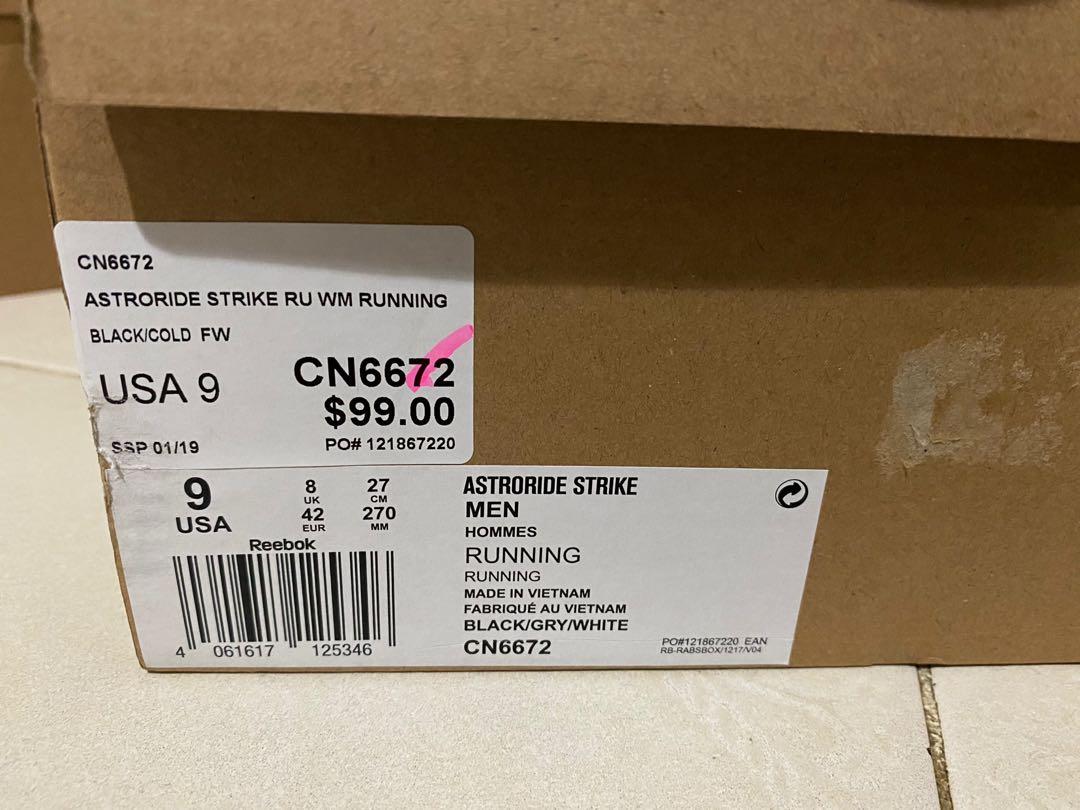 CN6672
ASTRORIDE STRIKE RU WM RUNNING
BLACK/COLD FW
USA 9
CN6672
$99.00
SSP 01/19
PO# 121867220
9
USA
8
UK
42
EUR
27
CM
270
MM
Reebok
4 061617 125346
ASTRORIDE STRIKE
MEN
HOMMES
RUNNING
RUNNING
MADE IN VIETNAM
FABRIQUÉ AU VIETNAM
BLACK/GRY/WHITE
CN6672
PO#121867220 EAN
RB-RABSBOX/1217/V04